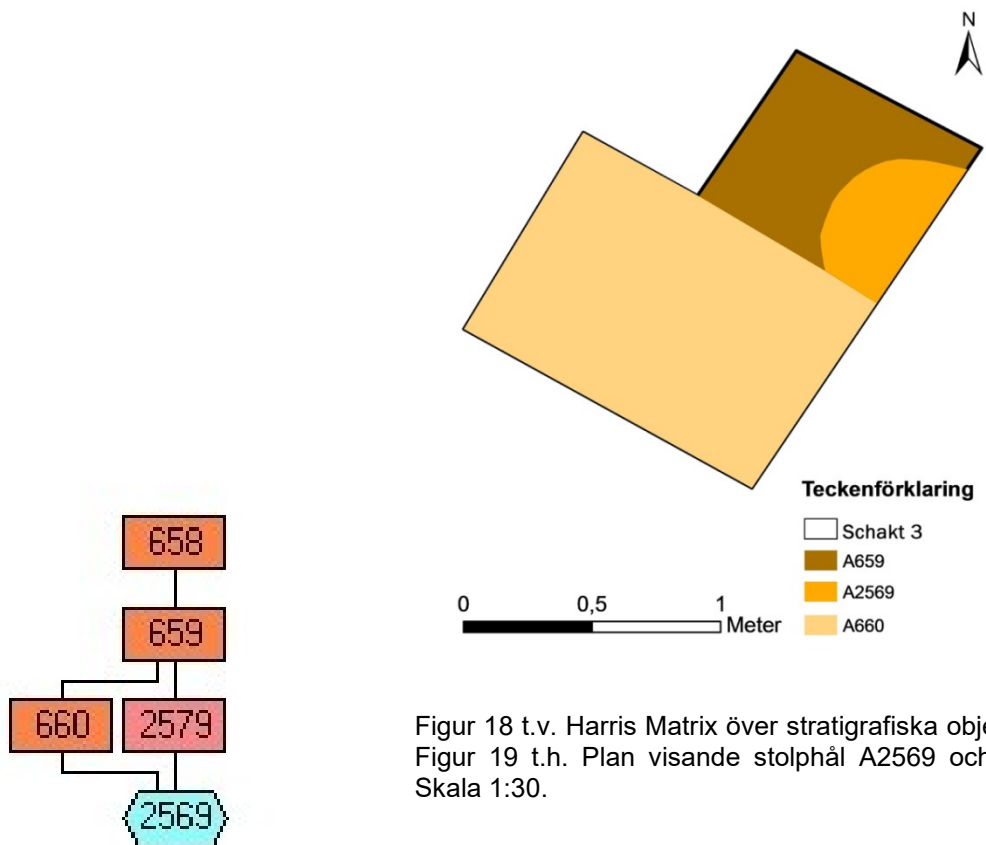 N
Teckenförklaring
Schakt 3
A659
A2569
A660
0 0,5 1
Meter
658
659
660 2579
2569
Figur 18 t.v. Harris Matrix över stratigrafiska obje
Figur 19 t.h. Plan visande stolphål A2569 och
Skala 1:30.